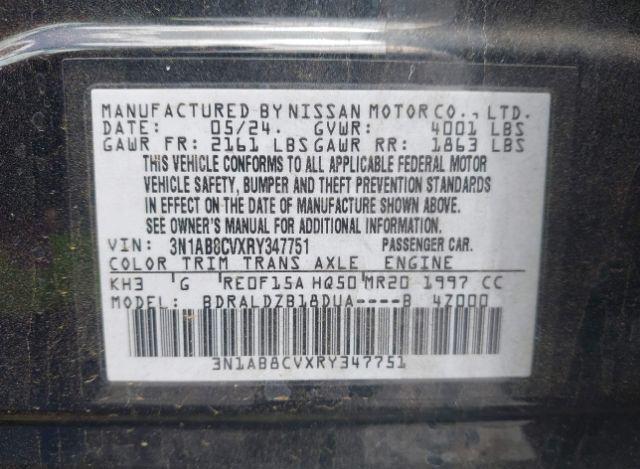 MANUFACTURED BY NISSAN MOTOR CO., LTD.
DATE: 05/24. GVWR: 4001 LBS
GAWR FR: 2161 LBS GAWR RR: 1863 LBS
THIS VEHICLE CONFORMS TO ALL APPLICABLE FEDERAL MOTOR
VEHICLE SAFETY, BUMPER AND THEFT PREVENTION STANDARDS
IN EFFECT ON THE DATE OF MANUFACTURE SHOWN ABOVE.
SEE OWNER'S MANUAL FOR ADDITIONAL INFORMATION.
VIN: 3N1AB8CVXRY347751 PASSENGER CAR.
COLOR TRIM TRANS AXLE ENGINE
KH3 G RE0F15A HQ50 MR20 1997 CC
MODEL: BDRALDZB18DUA----B 4Z000
3N1AB8CVXRY347751